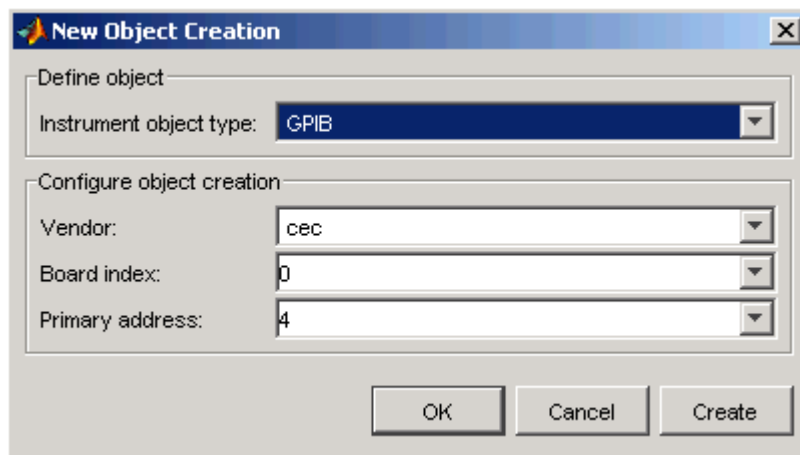 New Object Creation
Define object
Instrument object type: GPIB
Configure object creation
Vendor: cec
Board index: 0
Primary address: 4
OK Cancel Create